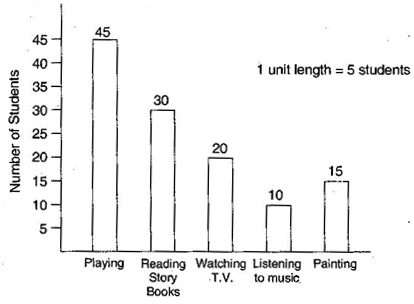 45
40
35
30
25
20
15
10
5
Number of Students
1 unit length = 5 students
45
30
20
10
15
Playing
Reading
Story
Books
Watching
T.V.
Listening
to music
Painting